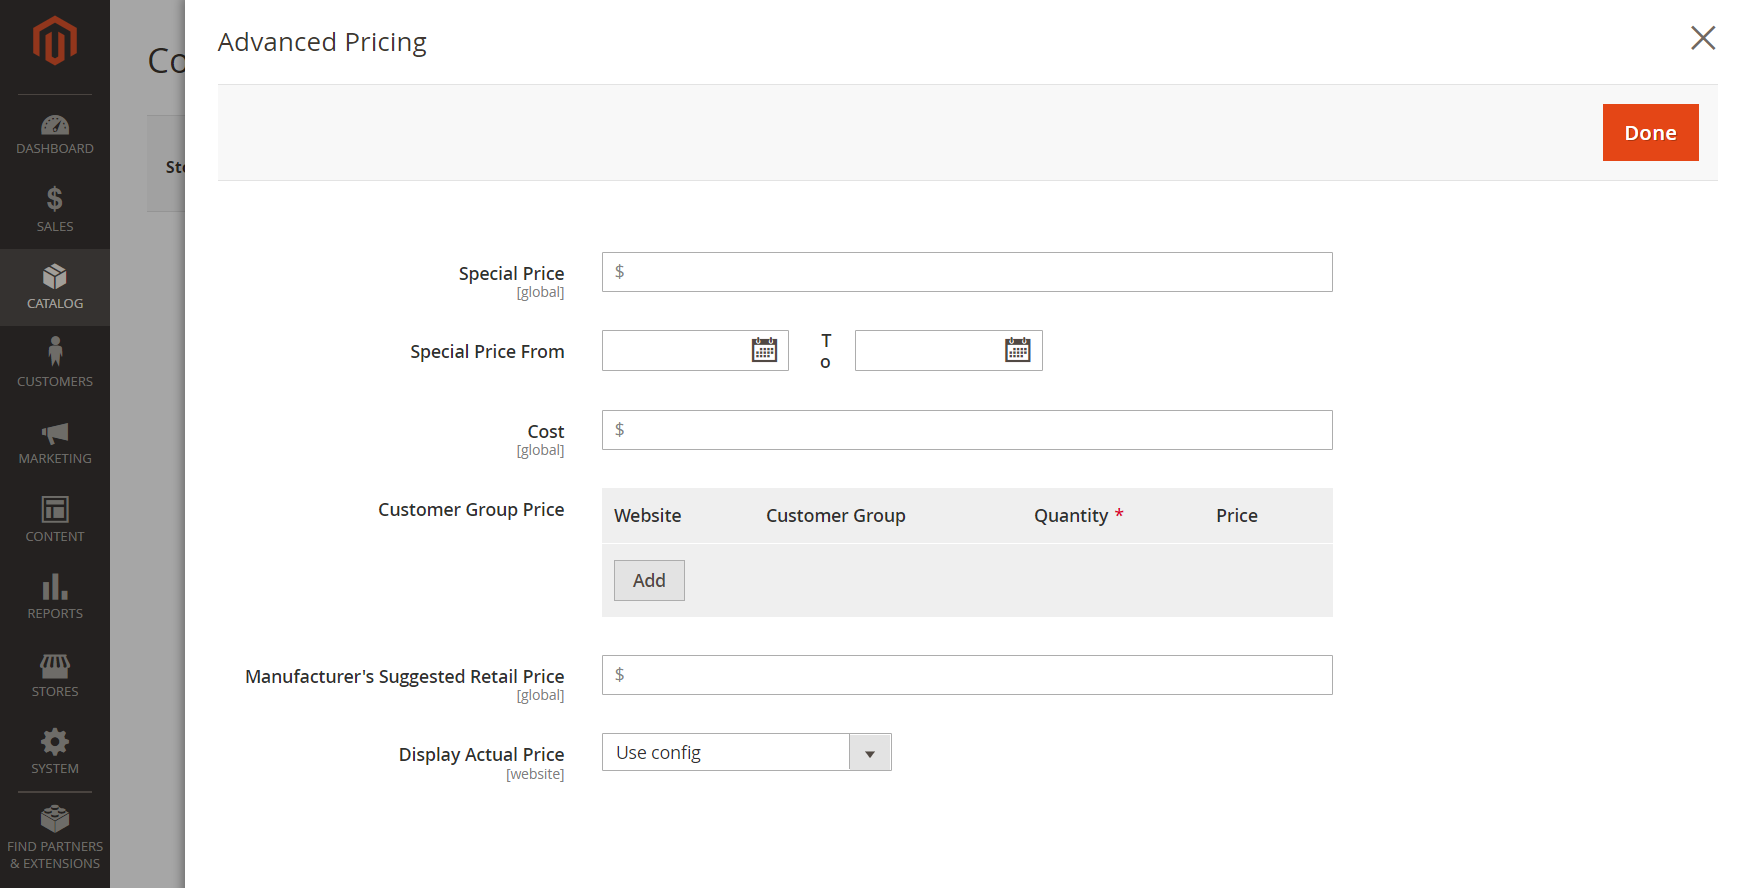 Advanced Pricing
Co
Done
DASHBOARD
SALES
CATALOG
CUSTOMERS
MARKETING
CONTENT
REPORTS
STORES
SYSTEM
FIND PARTNERS
& EXTENSIONS
Special Price
[global]
$
Special Price From
T
o
Cost
[global]
$
Customer Group Price
Website Customer Group Quantity * Price
Add
Manufacturer's Suggested Retail Price
[global]
$
Display Actual Price
[website]
Use config